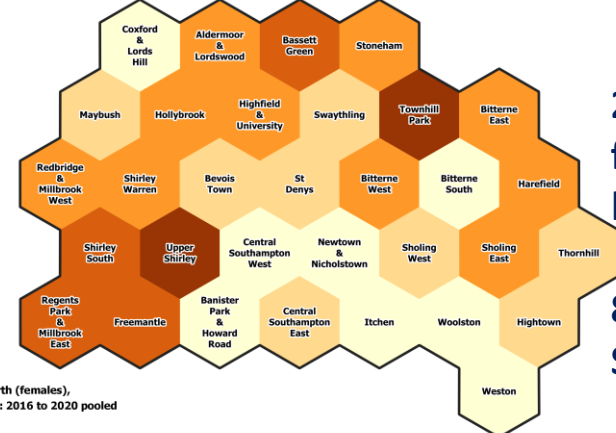 Coxford
&
Lords
Hill
Aldermoor
&
Lordswood
Bassett
Green
Stoneham
Maybush
Hollybrook
Highfield
&
University
Swaythling
Townhill
Park
Bitterne
East
Redbridge
&
Millbrook
West
Shirley
Warren
Bevois
Town
St
Denys
Bitterne
West
Bitterne
South
Harefield
Shirley
South
Upper
Shirley
Central
Southampton
West
Newtown
&
Nicholstown
Sholing
West
Sholing
East
Thornhill
Regents
Park
&
Millbrook
East
Freemantle
Banister
Park
&
Howard
Road
Central
Southampton
East
Itchen
Woolston
Hightown
Weston
rth (females),
: 2016 to 2020 pooled